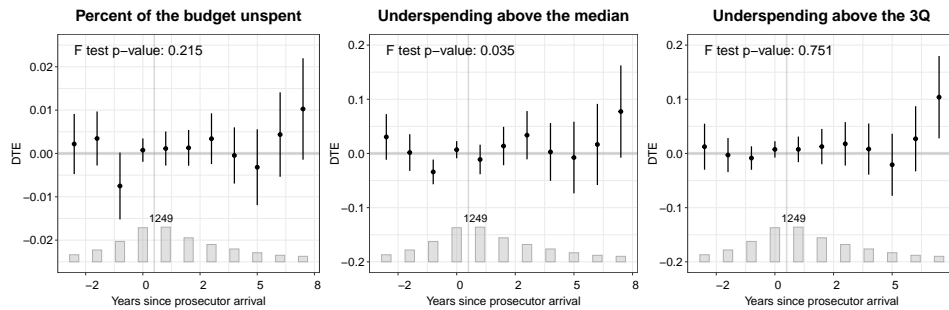 Percent of the budget unspent
F test p-value: 0.215
DTE
0.02
0.01
0.00
−0.01
−0.02
1249
−2 0 2 5 8
Years since prosecutor arrival
Underspending above the median
F test p-value: 0.035
DTE
0.2
0.1
0.0
−0.1
−0.2
1249
−2 0 2 5 8
Years since prosecutor arrival
Underspending above the 3Q
F test p-value: 0.751
DTE
0.2
0.1
0.0
−0.1
−0.2
1249
−2 0 2 5
Years since prosecutor arrival